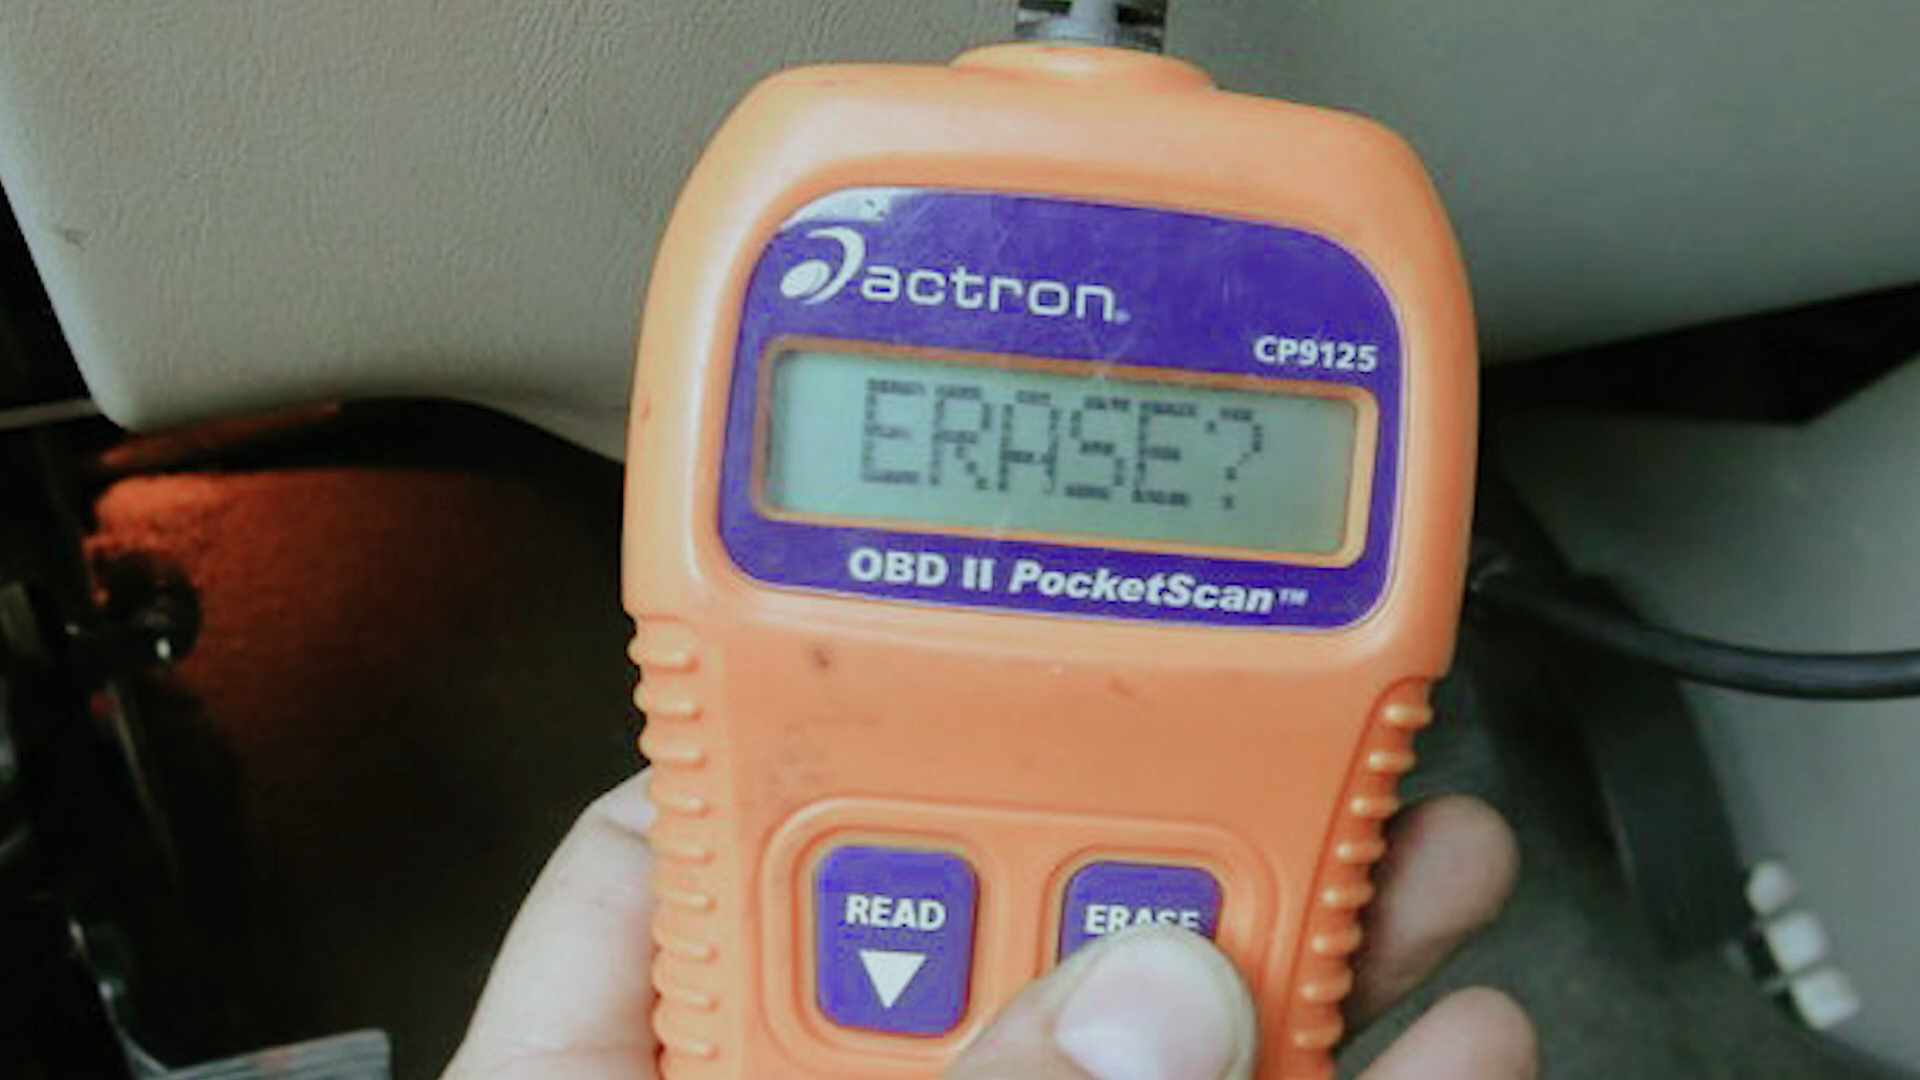 actron
CP9125
ERASE?
OBD II PocketScan™
READ
ERASE